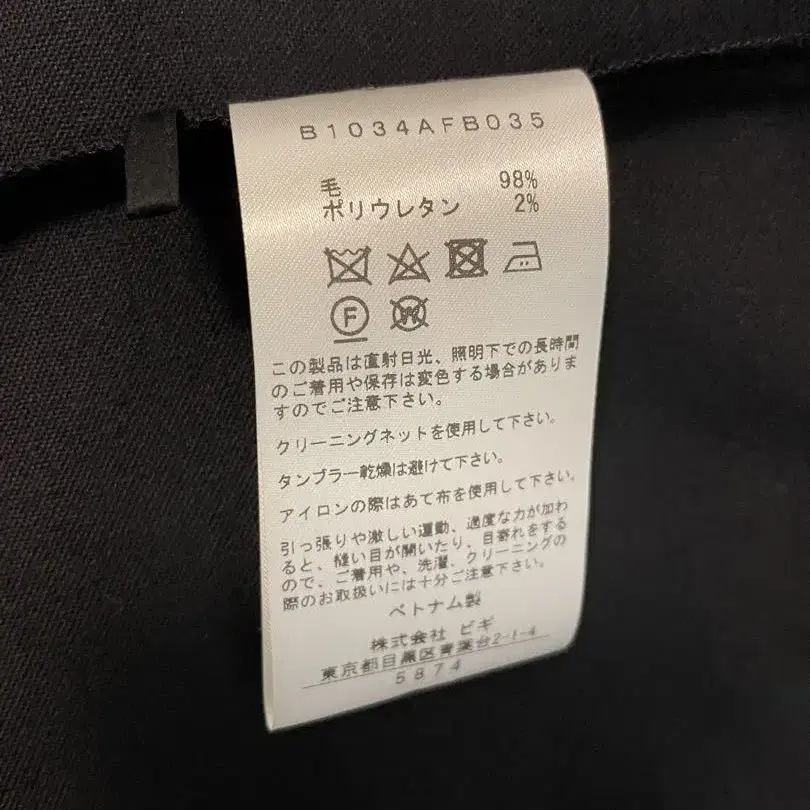 B1034AFB035
毛 98%
ポリウレタン 2%
F
W
この製品は直射日光、照明下での長時間
のご着用や保存は変色する場合がありま
すのでご注意下さい。
クリーニングネットを使用して下さい。
タンブラー乾燥は避けて下さい。
アイロンの際はあて布を使用して下さい。
引っ張りや激しい運動、過度な力が加わ
ると、縫い目が開いたり、目寄れをする
ので、ご着用や、洗濯、クリーニングの
際のお取扱いには十分ご注意下さい。
ベトナム製
株式会社 ビギ
東京都目黒区青葉台2-1-4
5874